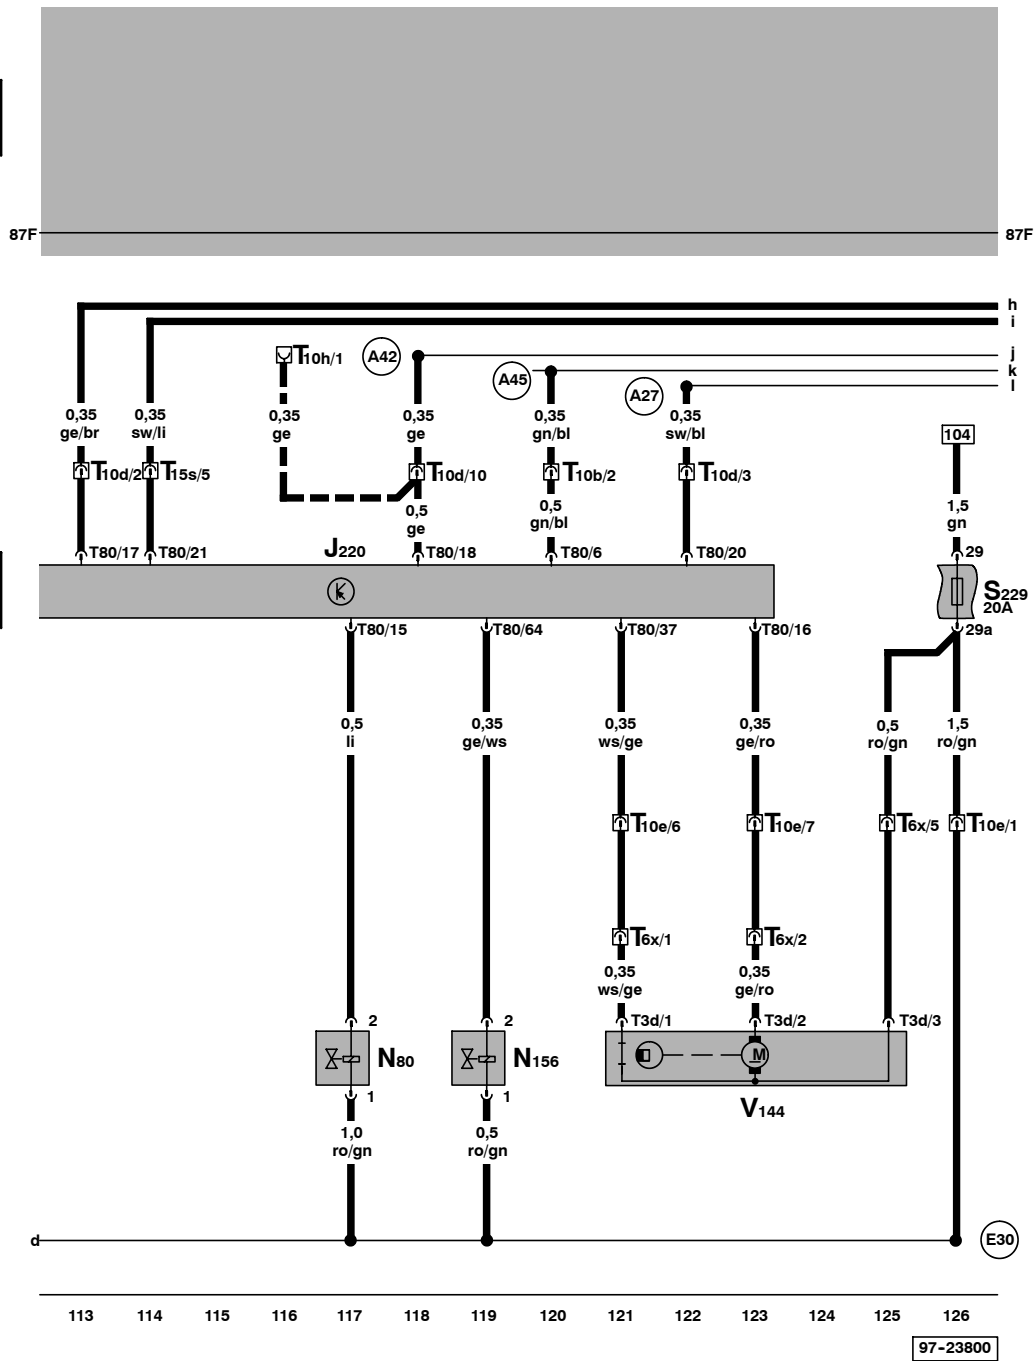 87F 87F
h
i
T10h/1 A42 j
A45 k
A27 l
0,35 0,35 0,35 0,35 0,35 0,35
ge/br sw/li ge ge gn/bl sw/bl
104
T10d/2 T15s/5 T10d/10 T10b/2 T10d/3
0,5 0,5 1,5
ge gn/bl gn
T80/17 T80/21 J220 T80/18 T80/6 T80/20 29
S229
20A
T80/15 T80/64 T80/37 T80/16 29a
0,5 0,35 0,35 0,35 0,5 1,5
li ge/ws ws/ge ge/ro ro/gn ro/gn
T10e/6 T10e/7 T6x/5 T10e/1
T6x/1 T6x/2
0,35 0,35
ws/ge ge/ro
2 2 T3d/1 T3d/2 T3d/3
N80 N156 M
1 1
V144
1,0 0,5
ro/gn ro/gn
d E30
113 114 115 116 117 118 119 120 121 122 123 124 125 126
97-23800